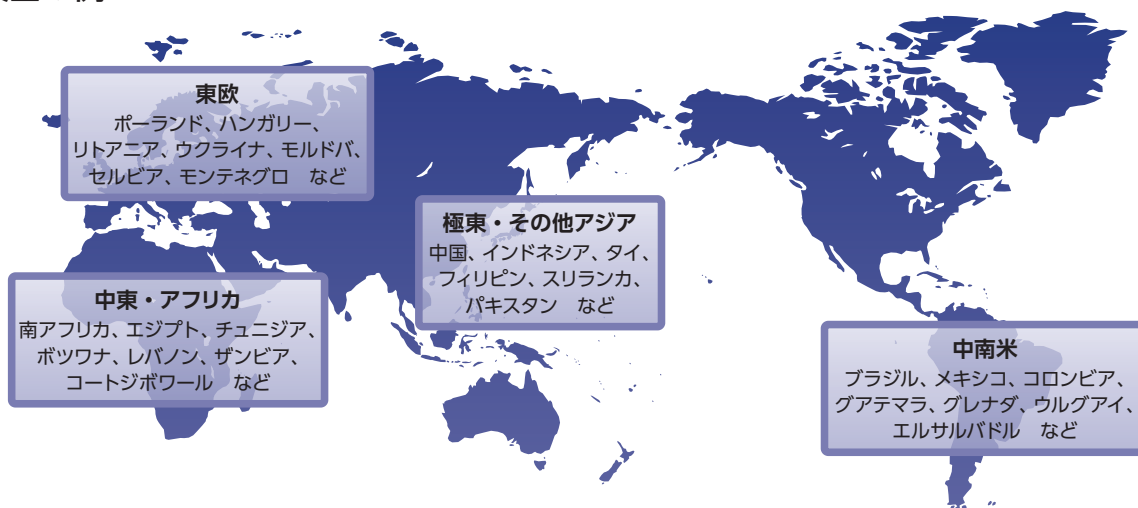 東欧
ポーランド、ハンガリー、
リトアニア、ウクライナ、モルドバ、
セルビア、モンテネグロ　など
極東・その他アジア
中国、インドネシア、タイ、
フィリピン、スリランカ、
パキスタン　など
中東・アフリカ
南アフリカ、エジプト、チュニジア、
ボツワナ、レバノン、ザンビア、
コートジボワール　など
中南米
ブラジル、メキシコ、コロンビア、
グアテマラ、グレナダ、ウルグアイ、
エルサルバドル　など